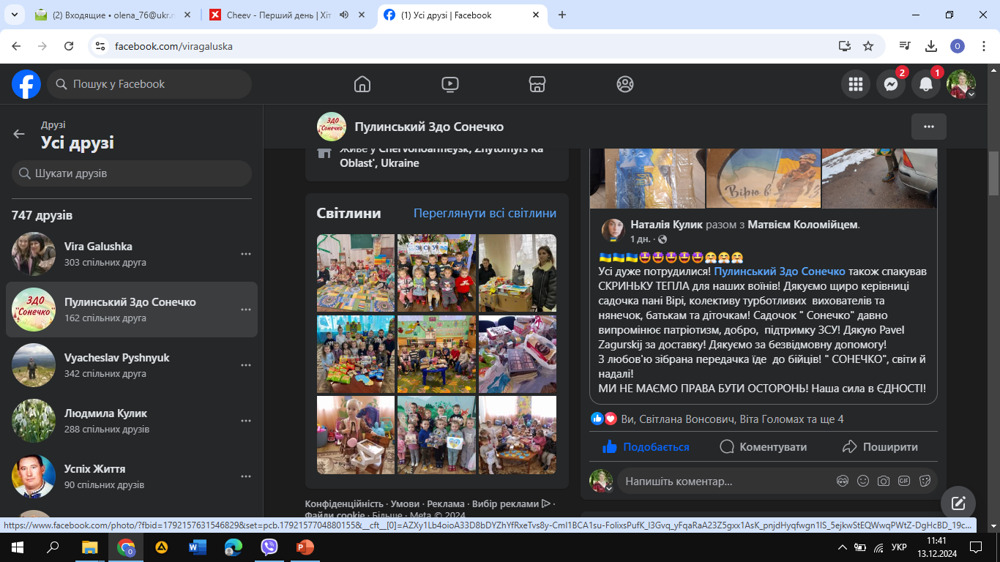 (2) Входящие • olena_76@ukr.n
Cheev - Перший день | Хіт
(1) Усі друзі | Facebook
facebook.com/viragaluska
O
Пошук у Facebook
2
1
Друзі
Усі друзі
Шукати друзів
747 друзів
Vira Galushka
303 спільних друга
ЗДО
"Сонечко"
Пулинський Здо Сонечко
162 спільних друга
Vyacheslav Pyshnyuk
342 спільних друга
Людмила Кулик
288 спільних друзів
Успіх Життя
90 спільних друзів
ЗДО
"Сонечко"
Пулинський Здо Сонечко
Живе у Chervonoarmeysk, Zhytomyrs'Ka
Oblast', Ukraine
Світлини
Переглянути всі світлини
Конфіденційність · Умови · Реклама · Вибір реклами ·
Файли cookie · Більше · Meta © 2024
Вірю в
Наталія Кулик разом з Матвієм Коломійцем.
1 дн. ·
🇺🇦🇺🇦🇺🇦🤩🤩🤩🤩🤩🤗🤗🤗
Усі дуже потрудилися! Пулинський Здо Сонечко також спакував
СКРИНЬКУ ТЕПЛА для наших воїнів! Дякуємо щиро керівниці
садочка пані Вірі, колективу турботливих вихователів та
нянечок, батькам та діточкам! Садочок " Сонечко" давно
випромінює патріотизм, добро, підтримку ЗСУ! Дякую Pavel
Zagurskij за доставку! Дякуємо за безвідмовну допомогу!
З любов'ю зібрана передачка їде до бійців! " СОНЕЧКО", світи й
надалі!
МИ НЕ МАЄМО ПРАВА БУТИ ОСТОРОНЬ! Наша сила в ЄДНОСТІ!
Ви, Світлана Вонсович, Віта Голомах та ще 4
Подобається
Коментувати
Поширити
Напишіть коментар...
GIF
УКР
11:41
13.12.2024